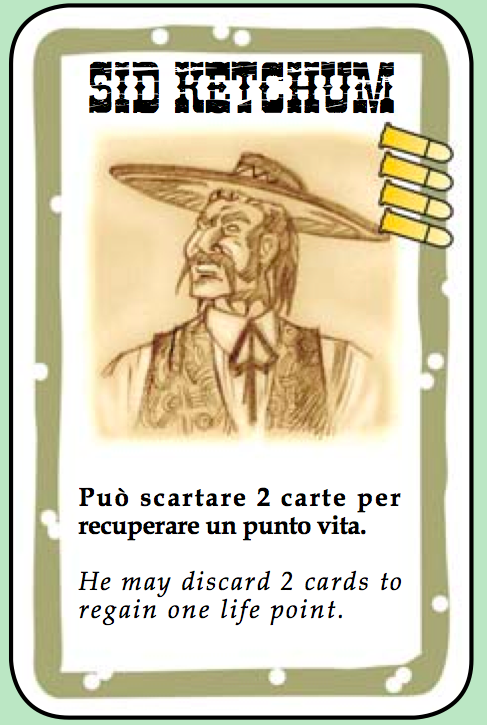 SID KETCHUM
Può scartare 2 carte per
recuperare un punto vita.
He may discard 2 cards to
regain one life point.